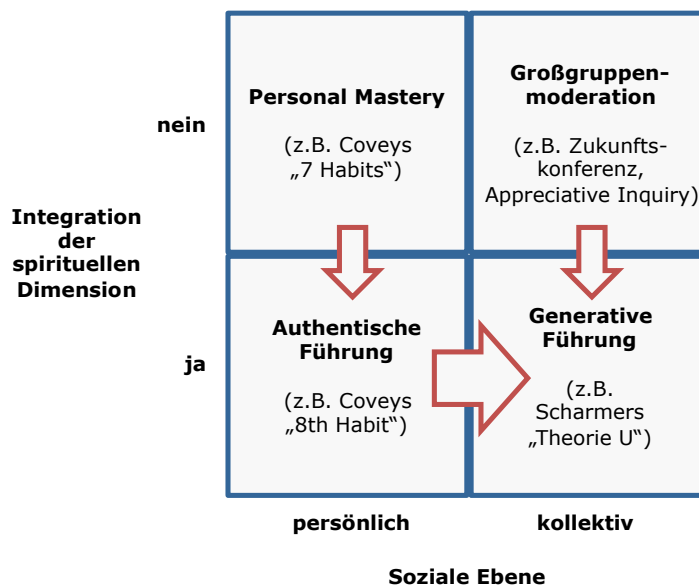 Personal Mastery
(z.B. Coveys
„7 Habits“)
Großgruppen-
moderation
(z.B. Zukunfts-
konferenz,
Appreciative Inquiry)
nein
Integration
der
spirituellen
Dimension
ja
Authentische
Führung
(z.B. Coveys
„8th Habit“)
Generative
Führung
(z.B.
Scharmers
„Theorie U“)
persönlich
kollektiv
Soziale Ebene